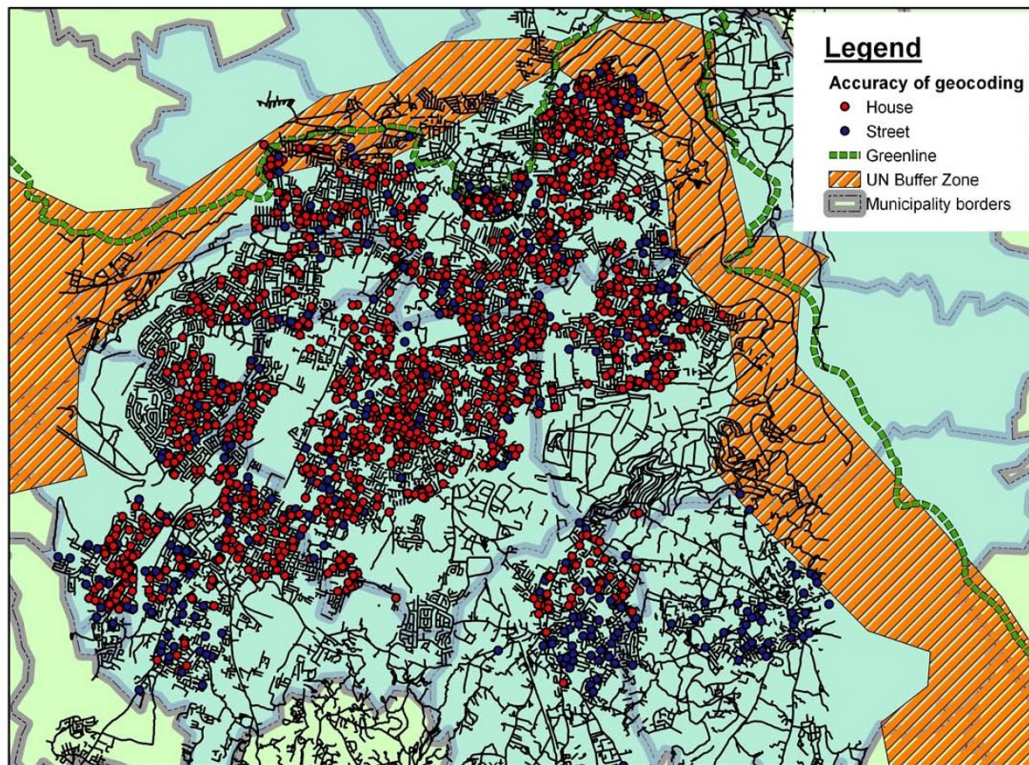 Legend
Accuracy of geocoding
House
Street
Greenline
UN Buffer Zone
Municipality borders